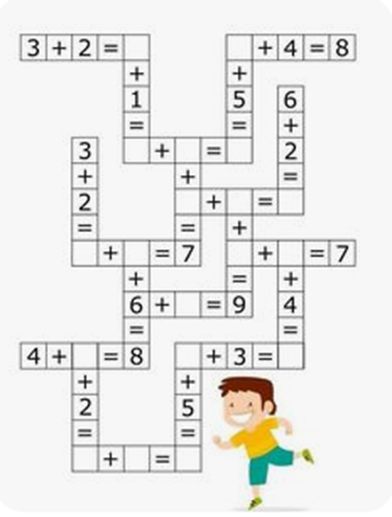 3 + 2 = + 4 = 8
+ +
1 5 6
= = +
3 + = 2
+ + =
2 + =
= = +
+ = 7 + = 7
+ = +
6 + = 9 4
= =
4 + = 8 + 3 =
+ +
2 5
= =
+ =